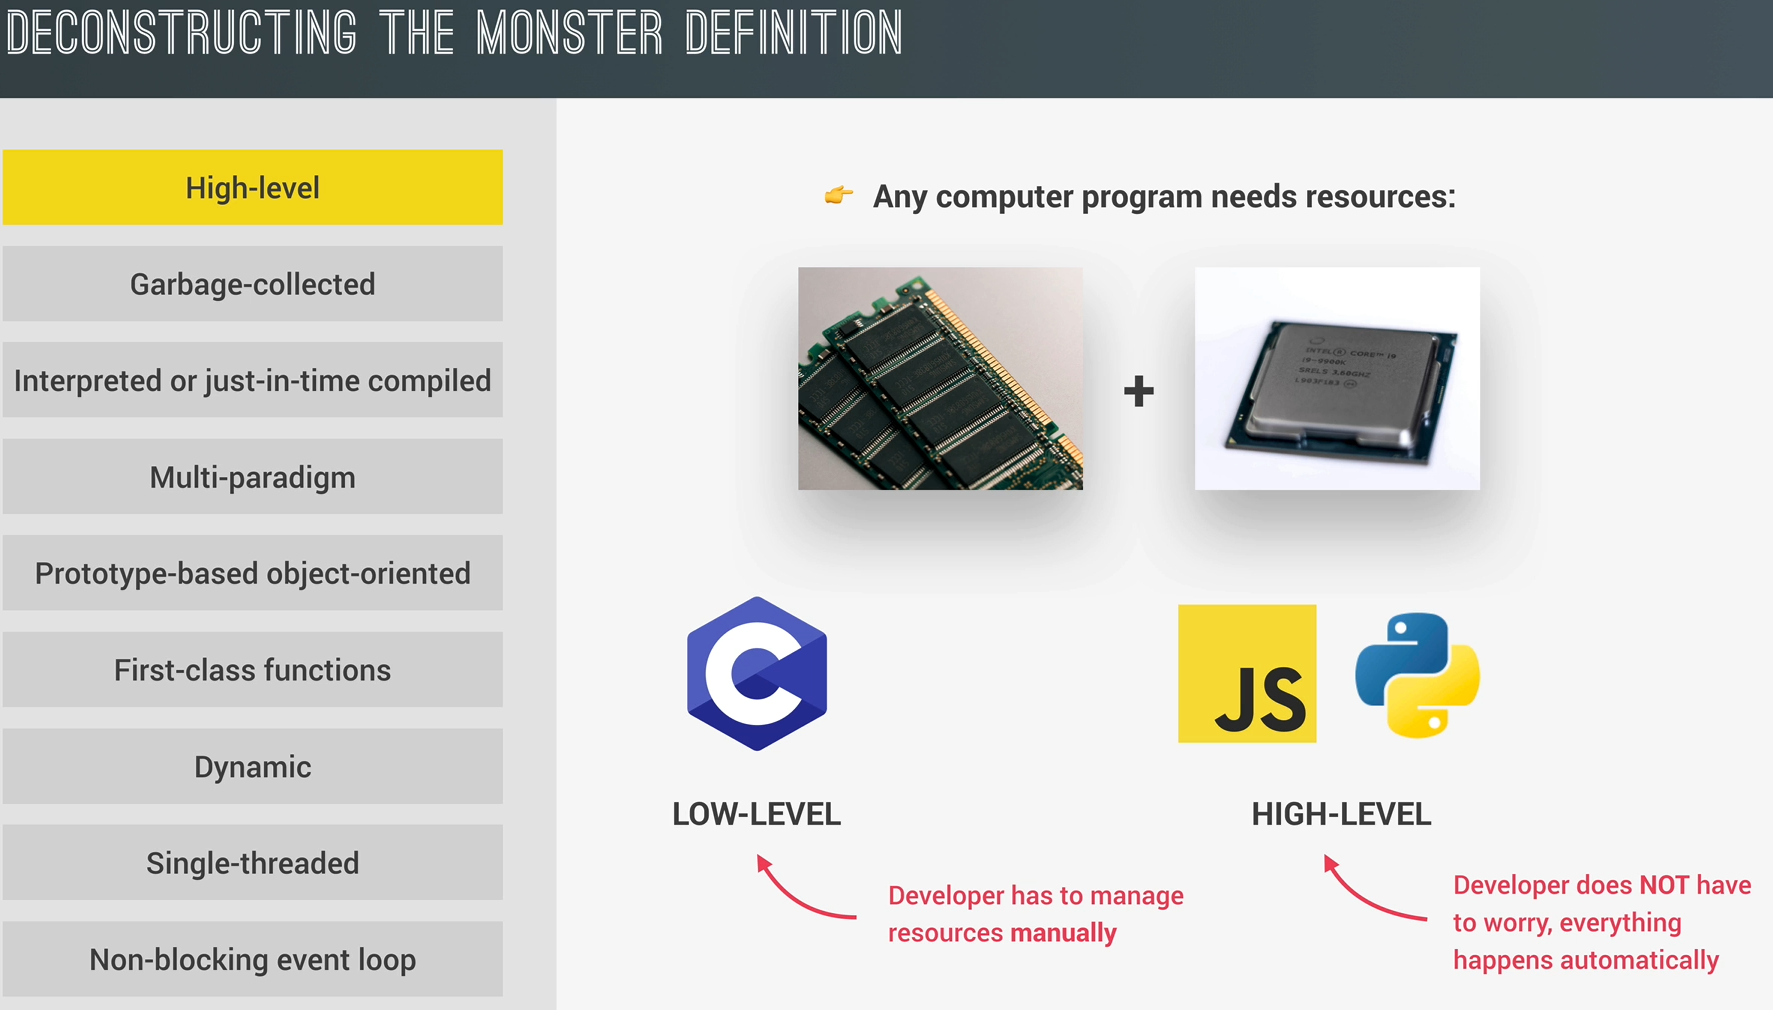 DECONSTRUCTING THE MONSTER DEFINITION
High-level
Garbage-collected
Interpreted or just-in-time compiled
Multi-paradigm
Prototype-based object-oriented
First-class functions
Dynamic
Single-threaded
Non-blocking event loop
👉 Any computer program needs resources:
+
INTEL® CORE™ i9
i9-9900K
SREL5 3.60GHZ
C
JS
LOW-LEVEL
HIGH-LEVEL
Developer has to manage
resources manually
Developer does NOT have
to worry, everything
happens automatically